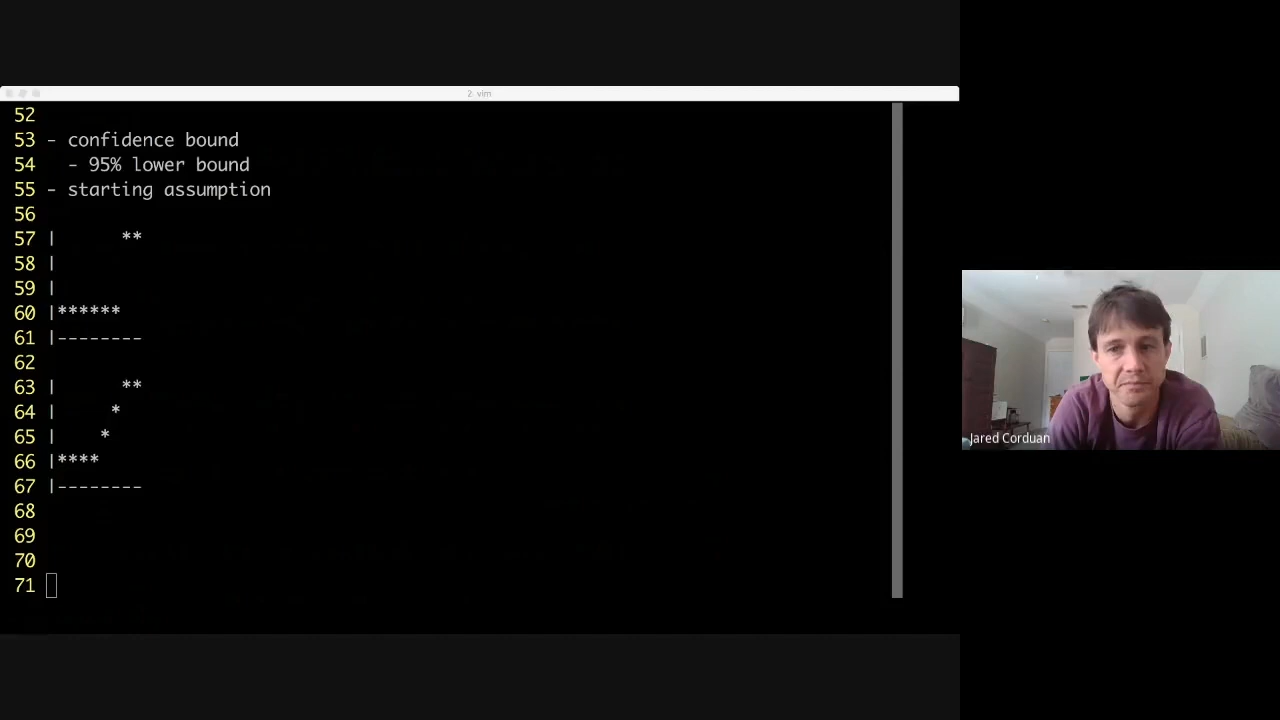 2. vim
52
53 - confidence bound
54   - 95% lower bound
55 - starting assumption
56
57 |      **
58 |
59 |
60 |******
61 |--------
62
63 |      **
64 |     *
65 |    *
66 |****
67 |--------
68
69
70
71
Jared Corduan